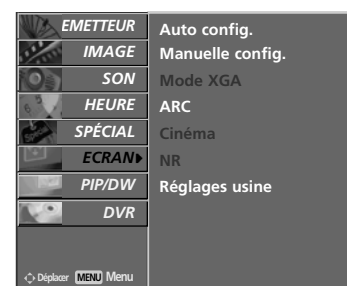 EMETTEUR
IMAGE
SON
HEURE
SPÉCIAL
ECRAN
PIP/DW
DVR
Déplacer MENU Menu
Auto config.
Manuelle config.
Mode XGA
ARC
Cinéma
NR
Réglages usine